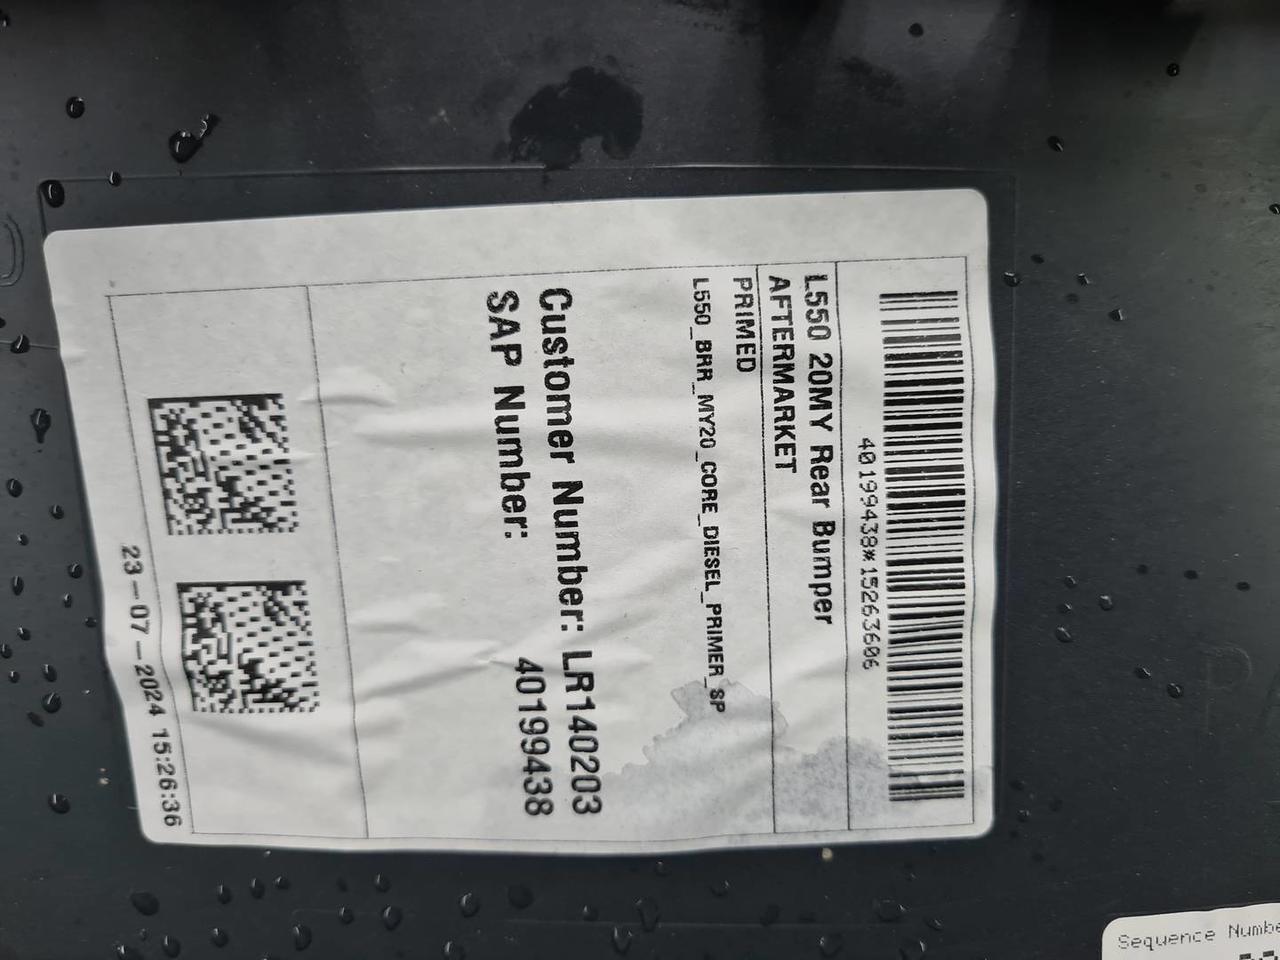 40199438*15263606
L550 20MY Rear Bumper
AFTERMARKET
PRIMED
L550_BRR_MY20_CORE_DIESEL_PRIMER_SP
Customer Number: LR140203
SAP Number: 40199438
23-07-2024 15:26:36
Sequence